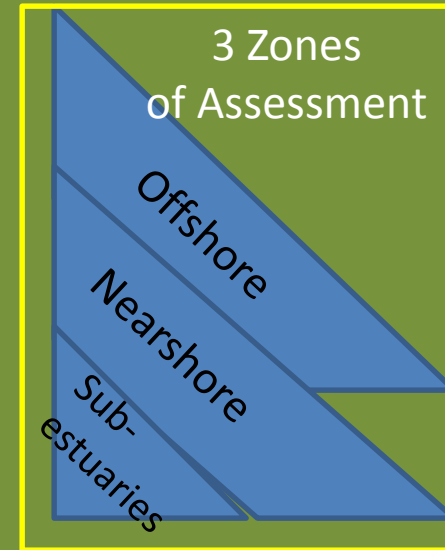 3 Zones
of Assessment
Offshore
Nearshore
Sub-
estuaries